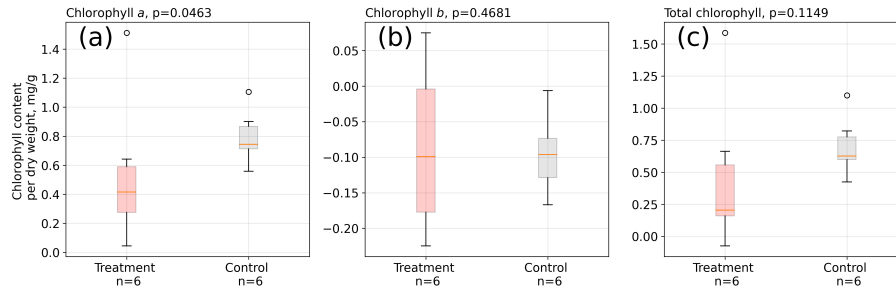 Chlorophyll a, p=0.0463
(a)
Chlorophyll content
per dry weight, mg/g
1.4
1.2
1.0
0.8
0.6
0.4
0.2
0.0
Treatment
n=6
Control
n=6
Chlorophyll b, p=0.4681
(b)
0.05
0.00
−0.05
−0.10
−0.15
−0.20
Treatment
n=6
Control
n=6
Total chlorophyll, p=0.1149
(c)
1.50
1.25
1.00
0.75
0.50
0.25
0.00
Treatment
n=6
Control
n=6